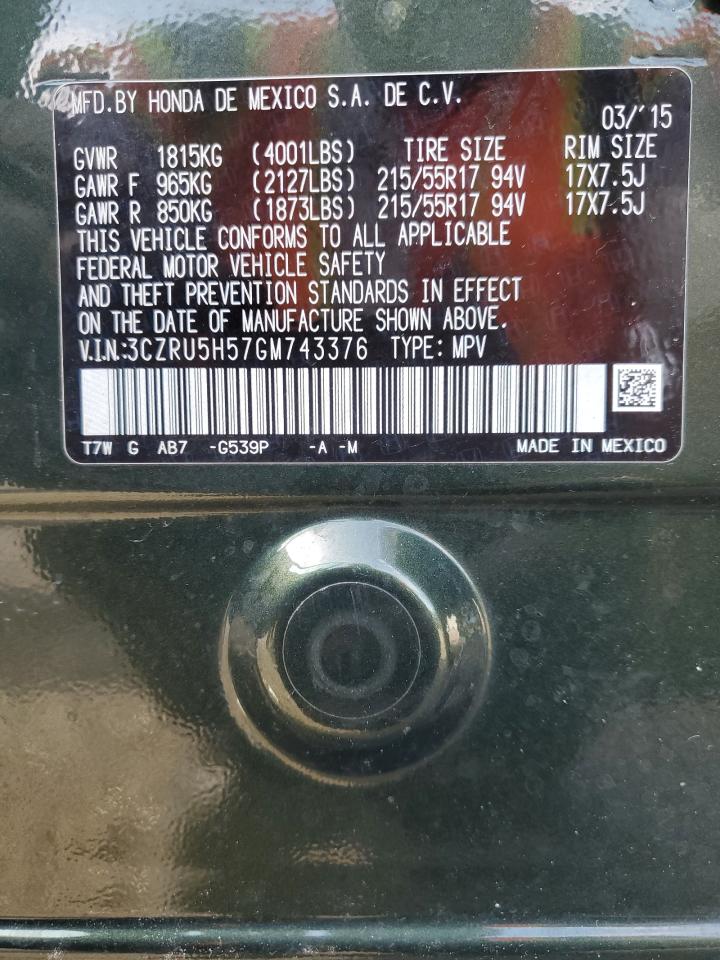 MFD.BY HONDA DE MEXICO S.A. DE C.V.
03/´15
GVWR 1815KG (4001LBS) TIRE SIZE RIM SIZE
GAWR F 965KG (2127LBS) 215/55R17 94V 17X7.5J
GAWR R 850KG (1873LBS) 215/55R17 94V 17X7.5J
THIS VEHICLE CONFORMS TO ALL APPLICABLE
FEDERAL MOTOR VEHICLE SAFETY
AND THEFT PREVENTION STANDARDS IN EFFECT
ON THE DATE OF MANUFACTURE SHOWN ABOVE.
V.I.N.:3CZRU5H57GM743376 TYPE: MPV
T7W G AB7 -G539P -A -M MADE IN MEXICO